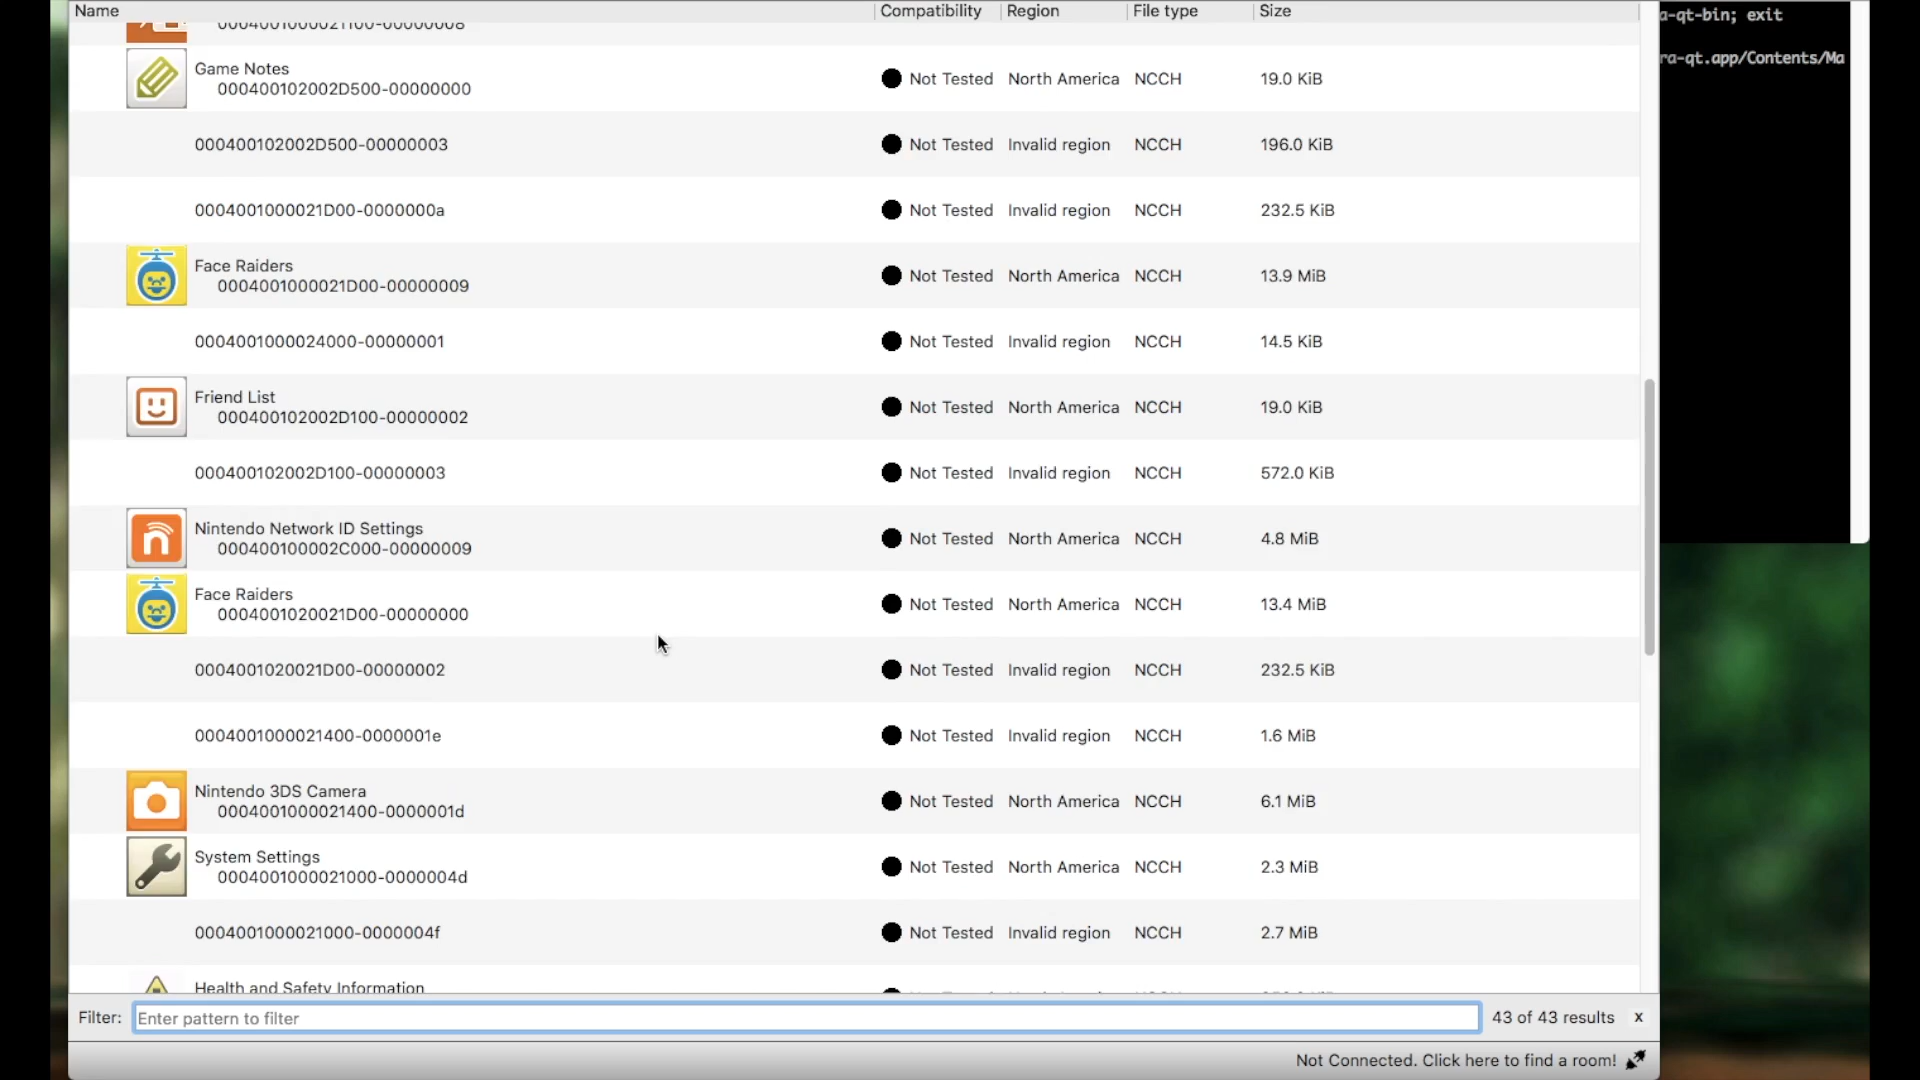 Name Compatibility Region File type Size
0004001000021100-00000008
Game Notes
000400102002D500-00000000 Not Tested North America NCCH 19.0 KiB
000400102002D500-00000003 Not Tested Invalid region NCCH 196.0 KiB
0004001000021D00-0000000a Not Tested Invalid region NCCH 232.5 KiB
Face Raiders
0004001000021D00-00000009 Not Tested North America NCCH 13.9 MiB
0004001000024000-00000001 Not Tested Invalid region NCCH 14.5 KiB
Friend List
000400102002D100-00000002 Not Tested North America NCCH 19.0 KiB
000400102002D100-00000003 Not Tested Invalid region NCCH 572.0 KiB
Nintendo Network ID Settings
000400100002C000-00000009 Not Tested North America NCCH 4.8 MiB
Face Raiders
0004001020021D00-00000000 Not Tested North America NCCH 13.4 MiB
0004001020021D00-00000002 Not Tested Invalid region NCCH 232.5 KiB
0004001000021400-0000001e Not Tested Invalid region NCCH 1.6 MiB
Nintendo 3DS Camera
0004001000021400-0000001d Not Tested North America NCCH 6.1 MiB
System Settings
0004001000021000-0000004d Not Tested North America NCCH 2.3 MiB
0004001000021000-0000004f Not Tested Invalid region NCCH 2.7 MiB
Health and Safety Information
Filter: Enter pattern to filter 43 of 43 results x
Not Connected. Click here to find a room!
a-qt-bin; exit
ra-qt.app/Contents/Ma